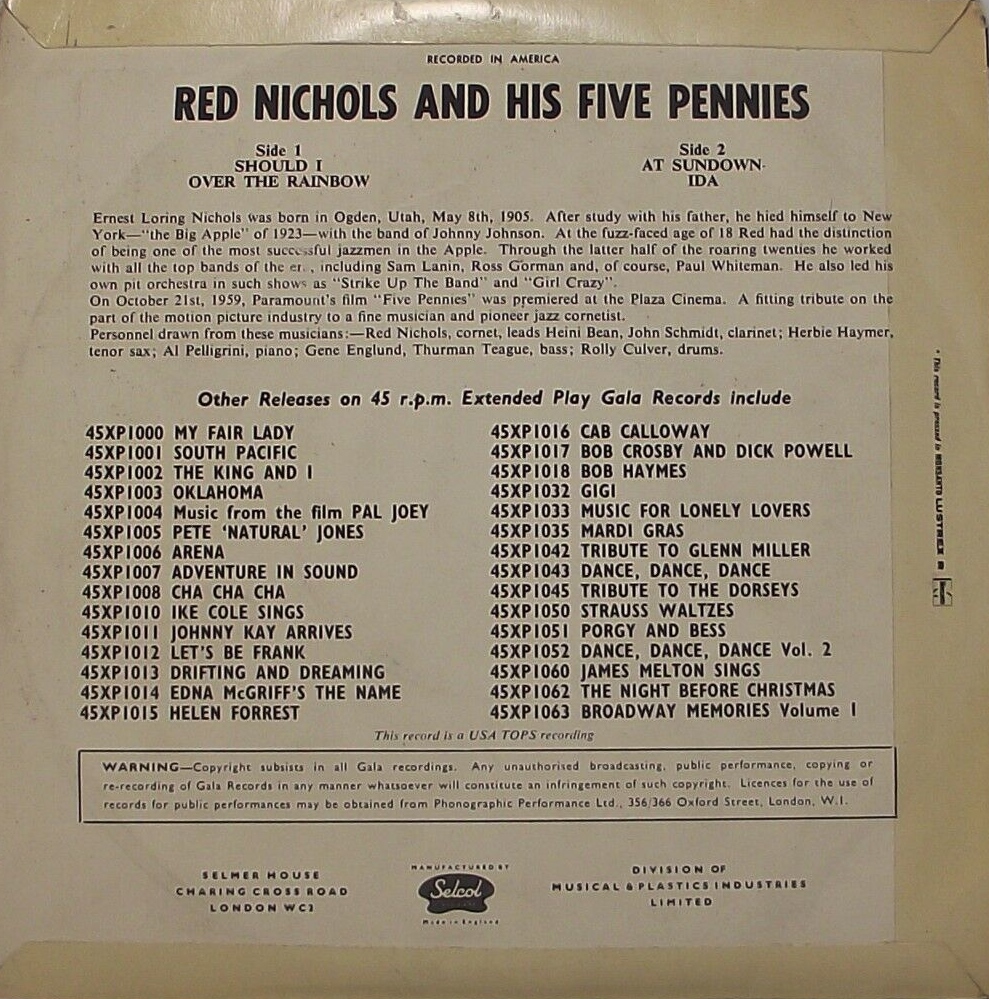 RECORDED IN AMERICA
RED NICHOLS AND HIS FIVE PENNIES
Side 1
SHOULD I
OVER THE RAINBOW
Side 2
AT SUNDOWN
IDA
Ernest Loring Nichols was born in Ogden, Utah, May 8th, 1905. After study with his father, he hied himself to New
York—"the Big Apple" of 1923—with the band of Johnny Johnson. At the fuzz-faced age of 18 Red had the distinction
of being one of the most successful jazzmen in the Apple. Through the latter half of the roaring twenties he worked
with all the top bands of the er., including Sam Lanin, Ross Gorman and, of course, Paul Whiteman. He also led his
own pit orchestra in such shows as "Strike Up The Band" and "Girl Crazy".
On October 21st, 1959, Paramount's film "Five Pennies" was premiered at the Plaza Cinema. A fitting tribute on the
part of the motion picture industry to a fine musician and pioneer jazz cornetist.
Personnel drawn from these musicians:—Red Nichols, cornet, leads Heini Bean, John Schmidt, clarinet; Herbie Haymer,
tenor sax; Al Pelligrini, piano; Gene Englund, Thurman Teague, bass; Rolly Culver, drums.
Other Releases on 45 r.p.m. Extended Play Gala Records include
45XP1000 MY FAIR LADY
45XP1001 SOUTH PACIFIC
45XP1002 THE KING AND I
45XP1003 OKLAHOMA
45XP1004 Music from the film PAL JOEY
45XP1005 PETE 'NATURAL' JONES
45XP1006 ARENA
45XP1007 ADVENTURE IN SOUND
45XP1008 CHA CHA CHA
45XP1010 IKE COLE SINGS
45XP1011 JOHNNY KAY ARRIVES
45XP1012 LET'S BE FRANK
45XP1013 DRIFTING AND DREAMING
45XP1014 EDNA McGRIFF'S THE NAME
45XP1015 HELEN FORREST
45XP1016 CAB CALLOWAY
45XP1017 BOB CROSBY AND DICK POWELL
45XP1018 BOB HAYMES
45XP1032 GIGI
45XP1033 MUSIC FOR LONELY LOVERS
45XP1035 MARDI GRAS
45XP1042 TRIBUTE TO GLENN MILLER
45XP1043 DANCE, DANCE, DANCE
45XP1045 TRIBUTE TO THE DORSEYS
45XP1050 STRAUSS WALTZES
45XP1051 PORGY AND BESS
45XP1052 DANCE, DANCE, DANCE Vol. 2
45XP1060 JAMES MELTON SINGS
45XP1062 THE NIGHT BEFORE CHRISTMAS
45XP1063 BROADWAY MEMORIES Volume 1
This record is a USA TOPS recording
WARNING—Copyright subsists in all Gala recordings. Any unauthorised broadcasting, public performance, copying or
re-recording of Gala Records in any manner whatsoever will constitute an infringement of such copyright. Licences for the use of
records for public performances may be obtained from Phonographic Performance Ltd., 356/366 Oxford Street, London, W.1.
SELMER HOUSE
CHARING CROSS ROAD
LONDON WC2
MANUFACTURED BY
Selcol
Made in England
DIVISION OF
MUSICAL & PLASTICS INDUSTRIES
LIMITED
* This record is pressed in LUSTREX